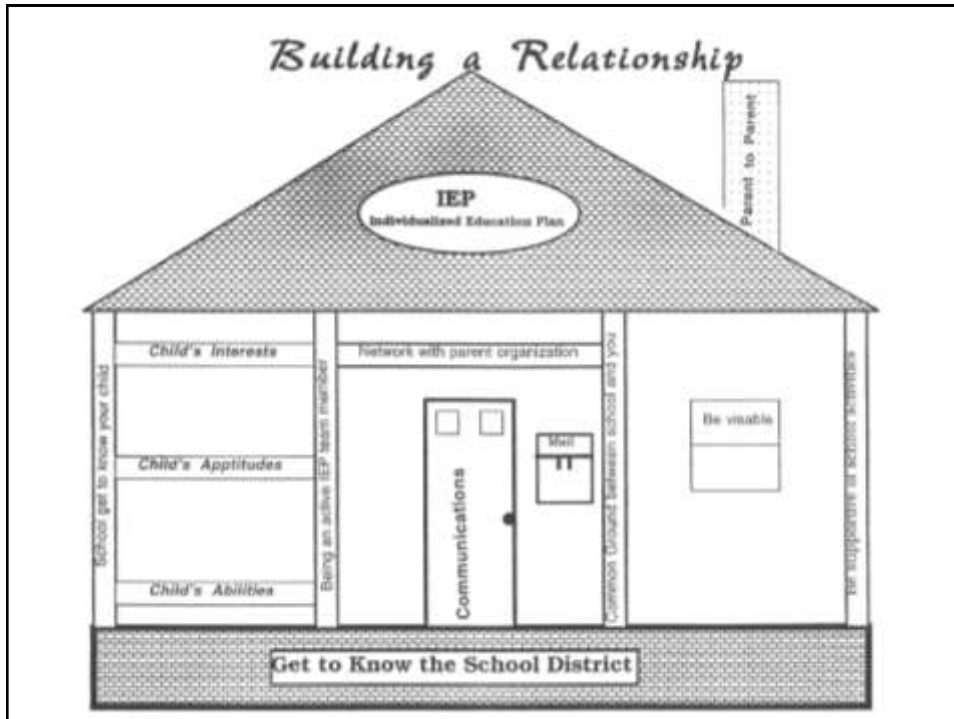 Building a Relationship
Parent to Parent
IEP
Individualized Education Plan
School get to know your child
Child's Interests
Child's Apptitudes
Child's Abilities
Being an active IEP team member
Network with parent organization
Communications
Mail
Common Ground between school and you
Be visable
Be supportive of school activities
Get to Know the School District